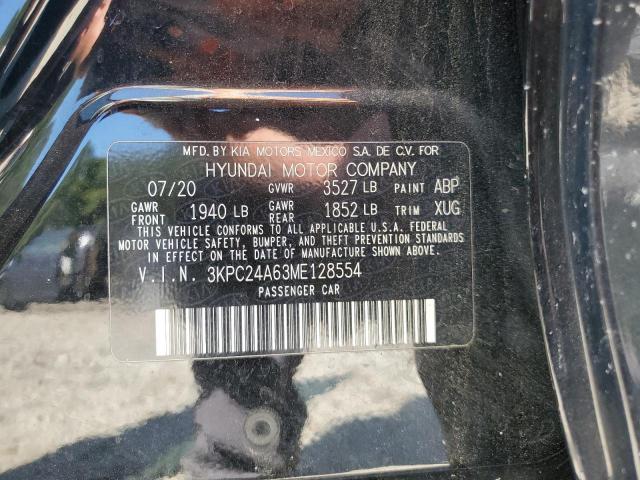 MFD. BY KIA MOTORS MEXICO S.A. DE C.V. FOR
HYUNDAI MOTOR COMPANY
07/20 GVWR 3527 LB PAINT ABP
GAWR FRONT 1940 LB GAWR REAR 1852 LB TRIM XUG
THIS VEHICLE CONFORMS TO ALL APPLICABLE U.S.A. FEDERAL
MOTOR VEHICLE SAFETY, BUMPER, AND THEFT PREVENTION STANDARDS
IN EFFECT ON THE DATE OF MANUFACTURE SHOWN ABOVE.
V.I.N. 3KPC24A63ME128554
PASSENGER CAR